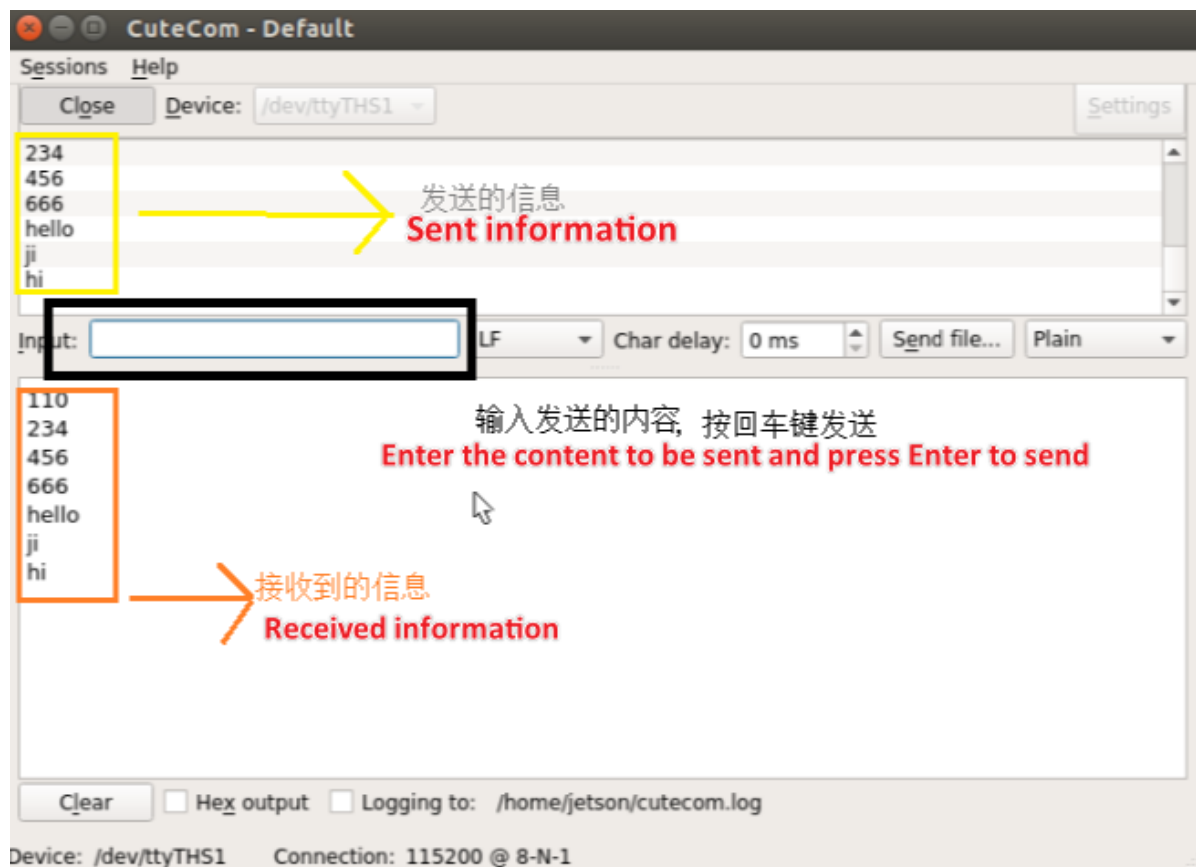 CuteCom - Default
Sessions Help
Close Device: /dev/ttyTHS1 Settings
234
456
666
hello
ji
hi
发送的信息
Sent information
Input: LF Char delay: 0 ms Send file... Plain
110
234
456
666
hello
ji
hi
输入发送的内容, 按回车键发送
Enter the content to be sent and press Enter to send
接收到的信息
Received information
Clear Hex output Logging to: /home/jetson/cutecom.log
Device: /dev/ttyTHS1 Connection: 115200 @ 8-N-1